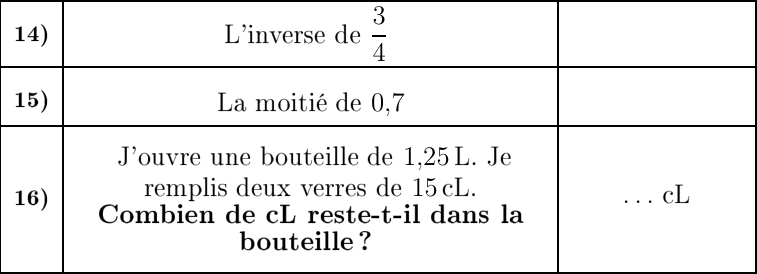 14) L'inverse de 3/4
15) La moitié de 0,7
J'ouvre une bouteille de 1,25 L. Je
remplis deux verres de 15 cL.
16) Combien de cL reste-t-il dans la … cL
bouteille ?